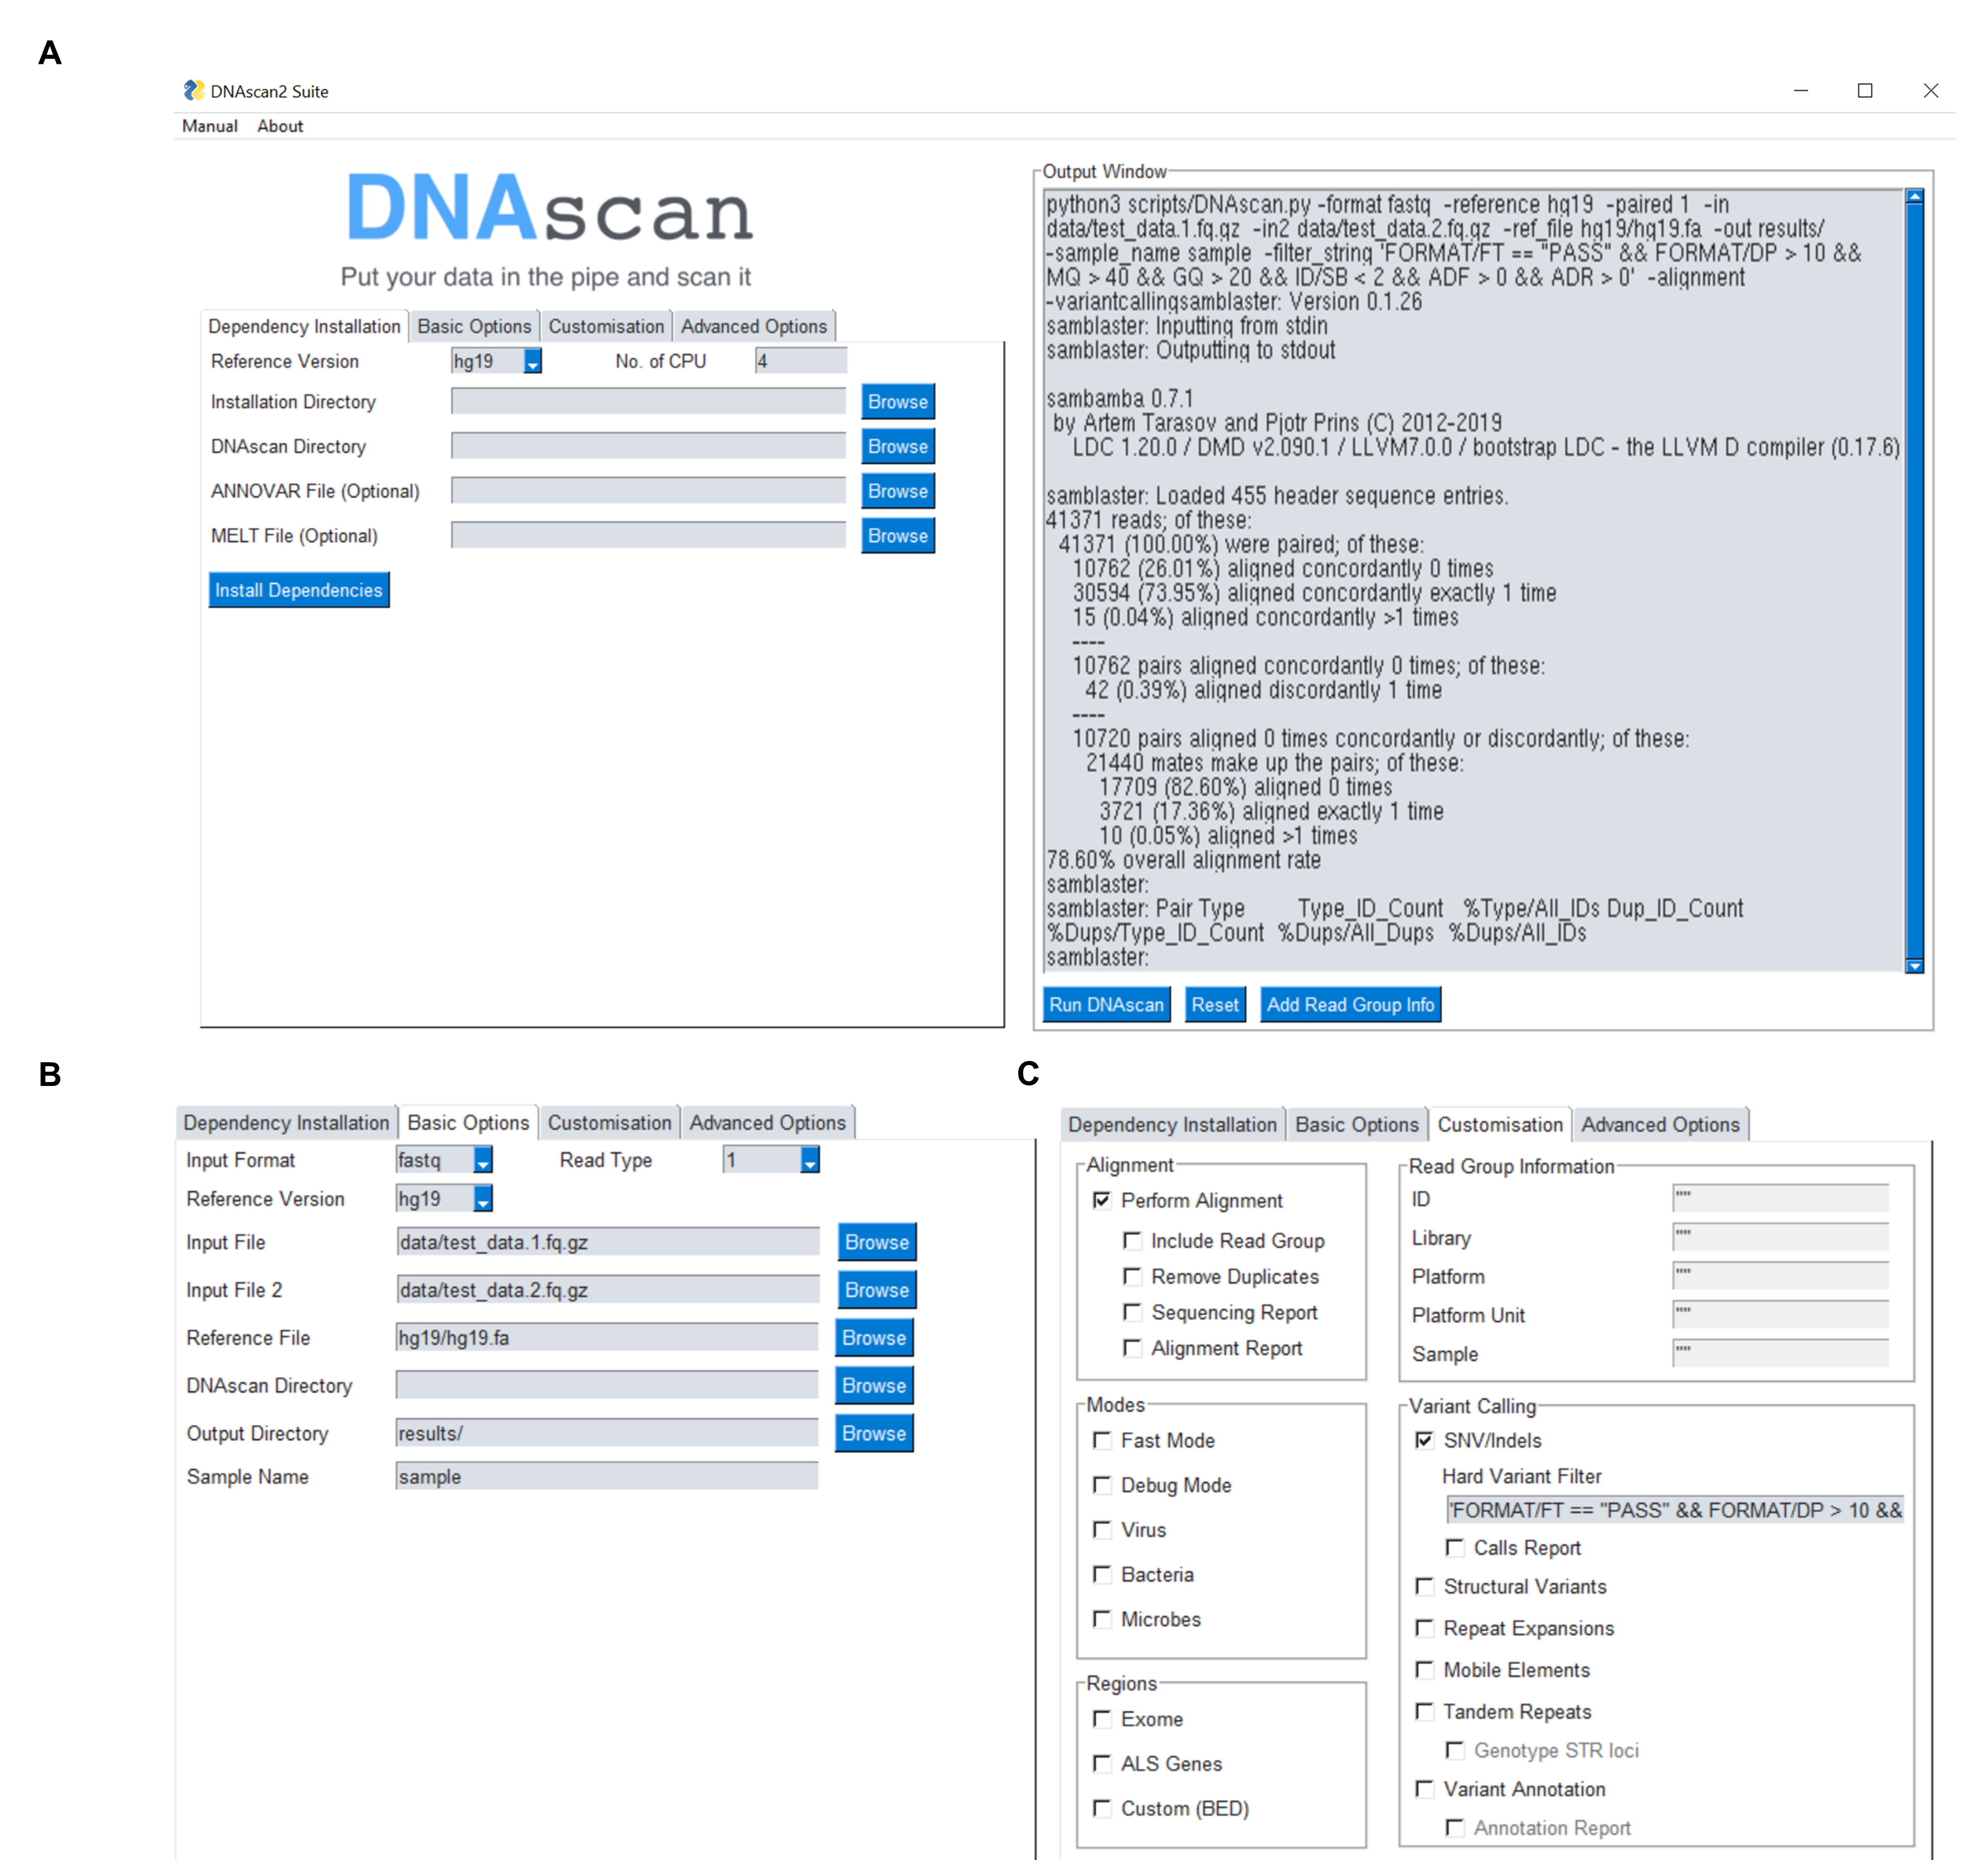 A
DNAscan2 Suite
Manual About
DNAscan
Put your data in the pipe and scan it
Dependency Installation Basic Options Customisation Advanced Options
Reference Version hg19 No. of CPU 4
Installation Directory Browse
DNAscan Directory Browse
ANNOVAR File (Optional) Browse
MELT File (Optional) Browse
Install Dependencies
Output Window
python3 scripts/DNAscan.py -format fastq -reference hg19 -paired 1 -in
data/test_data.1.fq.gz -in2 data/test_data.2.fq.gz -ref_file hg19/hg19.fa -out results/
-sample_name sample -filter_string 'FORMAT/FT == "PASS" && FORMAT/DP > 10 &&
MQ > 40 && GQ > 20 && ID/SB < 2 && ADF > 0 && ADR > 0' -alignment
-variantcallingsamblaster: Version 0.1.26
samblaster: Inputting from stdin
samblaster: Outputting to stdout
sambamba 0.7.1
by Artem Tarasov and Pjotr Prins (C) 2012-2019
LDC 1.20.0 / DMD v2.090.1 / LLVM7.0.0 / bootstrap LDC - the LLVM D compiler (0.17.6)
samblaster: Loaded 455 header sequence entries.
41371 reads; of these:
41371 (100.00%) were paired; of these:
10762 (26.01%) aligned concordantly 0 times
30594 (73.95%) aligned concordantly exactly 1 time
15 (0.04%) aligned concordantly >1 times
----
10762 pairs aligned concordantly 0 times; of these:
42 (0.39%) aligned discordantly 1 time
----
10720 pairs aligned 0 times concordantly or discordantly; of these:
21440 mates make up the pairs; of these:
17709 (82.60%) aligned 0 times
3721 (17.36%) aligned exactly 1 time
10 (0.05%) aligned >1 times
78.60% overall alignment rate
samblaster:
samblaster: Pair Type Type_ID_Count %Type/All_IDs Dup_ID_Count
%Dups/Type_ID_Count %Dups/All_Dups %Dups/All_IDs
samblaster:
Run DNAscan Reset Add Read Group Info
B
Dependency Installation Basic Options Customisation Advanced Options
Input Format fastq Read Type 1
Reference Version hg19
Input File data/test_data.1.fq.gz Browse
Input File 2 data/test_data.2.fq.gz Browse
Reference File hg19/hg19.fa Browse
DNAscan Directory Browse
Output Directory results/ Browse
Sample Name sample
C
Dependency Installation Basic Options Customisation Advanced Options
Alignment
Perform Alignment
Include Read Group
Remove Duplicates
Sequencing Report
Alignment Report
Modes
Fast Mode
Debug Mode
Virus
Bacteria
Microbes
Regions
Exome
ALS Genes
Custom (BED)
Read Group Information
ID ""
Library ""
Platform ""
Platform Unit ""
Sample ""
Variant Calling
SNV/Indels
Hard Variant Filter
'FORMAT/FT == "PASS" && FORMAT/DP > 10 &&
Calls Report
Structural Variants
Repeat Expansions
Mobile Elements
Tandem Repeats
Genotype STR loci
Variant Annotation
Annotation Report